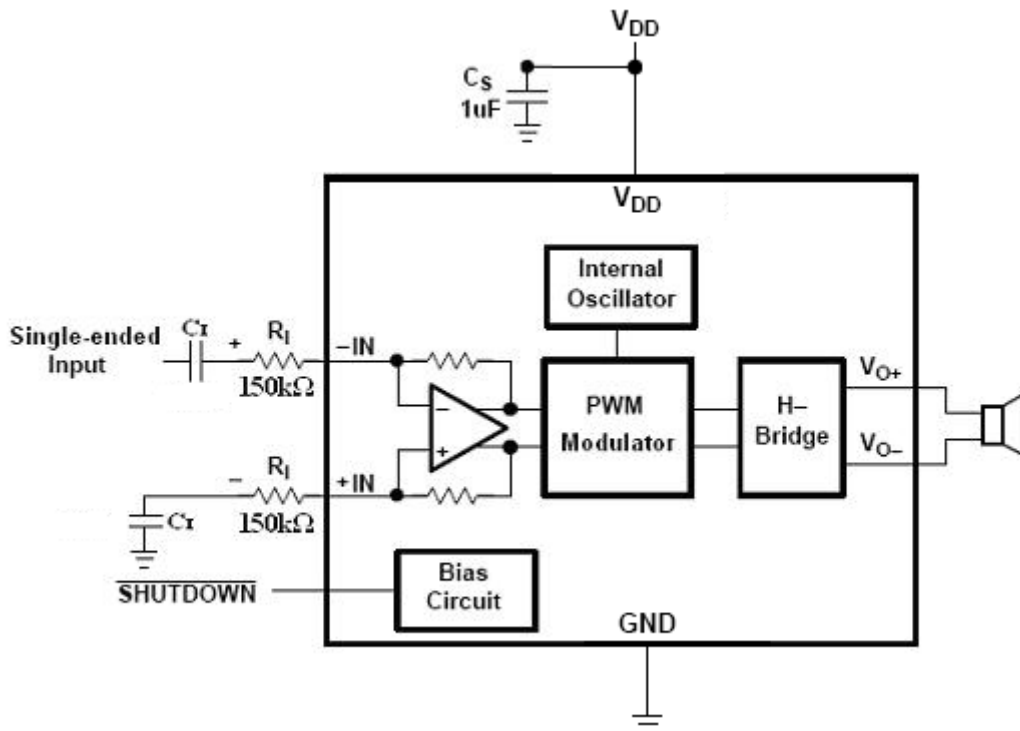 VDD
CS
1uF
VDD
Internal
Oscillator
Single-ended
Input
CI
+
RI
150kΩ
−IN
−
+
PWM
Modulator
H−
Bridge
VO+
VO−
−
RI
150kΩ
+IN
CI
SHUTDOWN
Bias
Circuit
GND